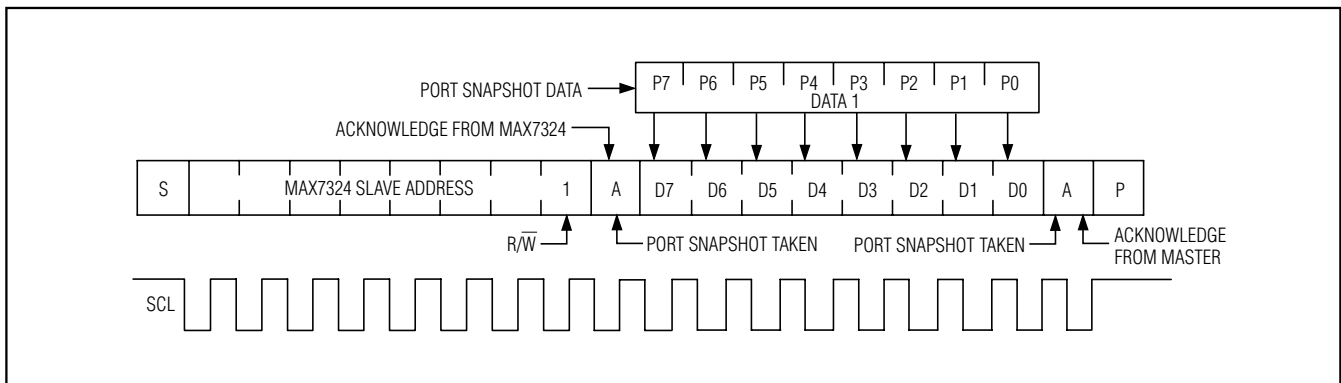 P7 P6 P5 P4 P3 P2 P1 P0
PORT SNAPSHOT DATA
DATA 1
ACKNOWLEDGE FROM MAX7324
S MAX7324 SLAVE ADDRESS 1 A D7 D6 D5 D4 D3 D2 D1 D0 A P
R/W̅ PORT SNAPSHOT TAKEN PORT SNAPSHOT TAKEN ACKNOWLEDGE
FROM MASTER
SCL